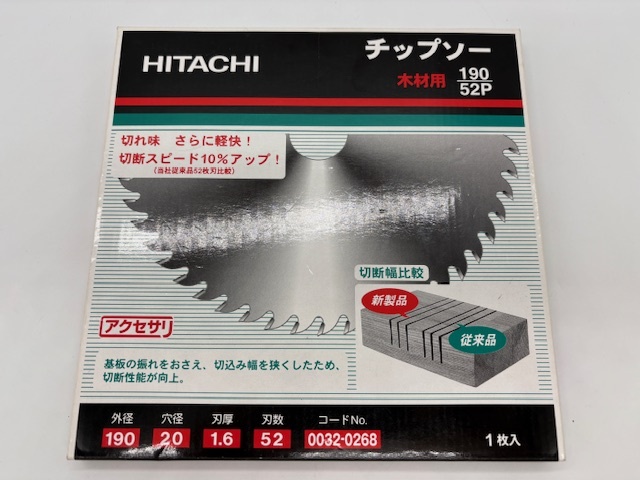 HITACHI
チップソー
木材用 190
52P
切れ味 さらに軽快!
切断スピード10%アップ!
(当社従来品52枚刃比較)
切断幅比較
新製品
従来品
アクセサリ
基板の振れをおさえ、切込み幅を狭くしたため、
切断性能が向上。
外径 穴径 刃厚 刃数 コードNo.
190 20 1.6 52 0032-0268
1枚入